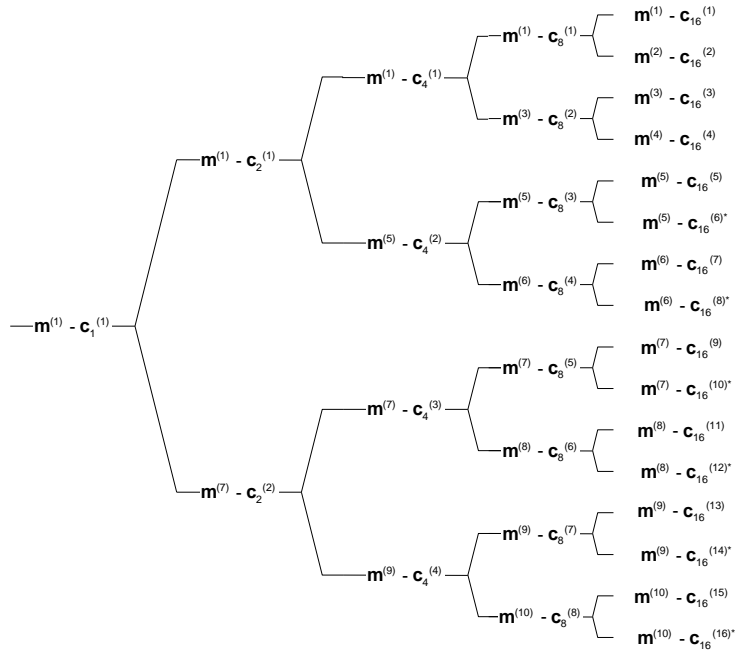 m(1) - c16(1)
m(1) - c8(1)
m(2) - c16(2)
m(1) - c4(1)
m(3) - c16(3)
m(3) - c8(2)
m(4) - c16(4)
m(1) - c2(1)
m(5) - c16(5)
m(5) - c8(3)
m(5) - c16(6)*
m(5) - c4(2)
m(6) - c16(7)
m(6) - c8(4)
m(6) - c16(8)*
m(1) - c1(1)
m(7) - c16(9)
m(7) - c8(5)
m(7) - c16(10)*
m(7) - c4(3)
m(8) - c16(11)
m(8) - c8(6)
m(8) - c16(12)*
m(7) - c2(2)
m(9) - c16(13)
m(9) - c8(7)
m(9) - c16(14)*
m(9) - c4(4)
m(10) - c16(15)
m(10) - c8(8)
m(10) - c16(16)*